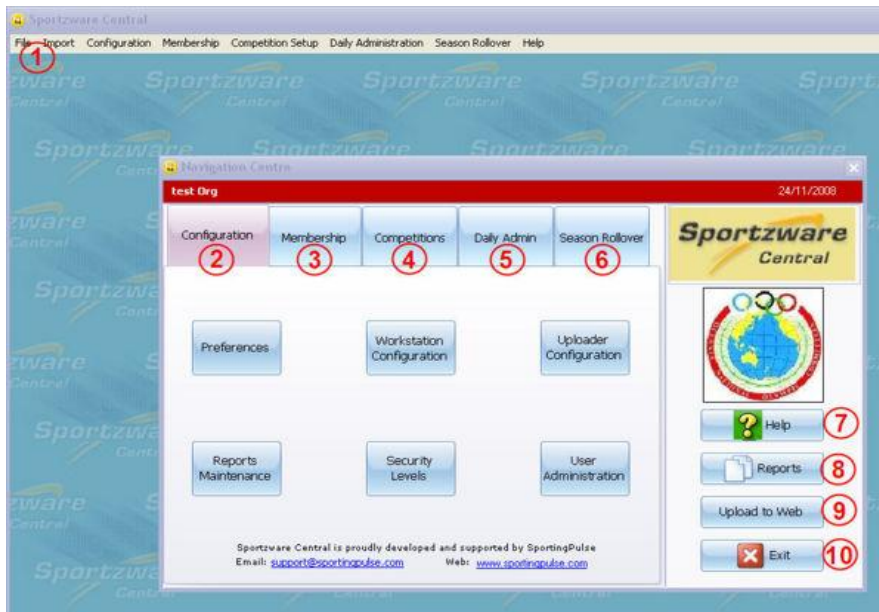 Sportzware Central
File Import Configuration Membership Competition Setup Daily Administration Season Rollover Help
1
Navigation Centre
test Org 24/11/2008
Configuration Membership Competitions Daily Admin Season Rollover
2 3 4 5 6
Sportzware
Central
Preferences
Workstation
Configuration
Uploader
Configuration
Reports
Maintenance
Security
Levels
User
Administration
Help 7
Reports 8
Upload to Web 9
Exit 10
Sportzware Central is proudly developed and supported by SportingPulse
Email: support@sportingpulse.com Web: www.sportingpulse.com